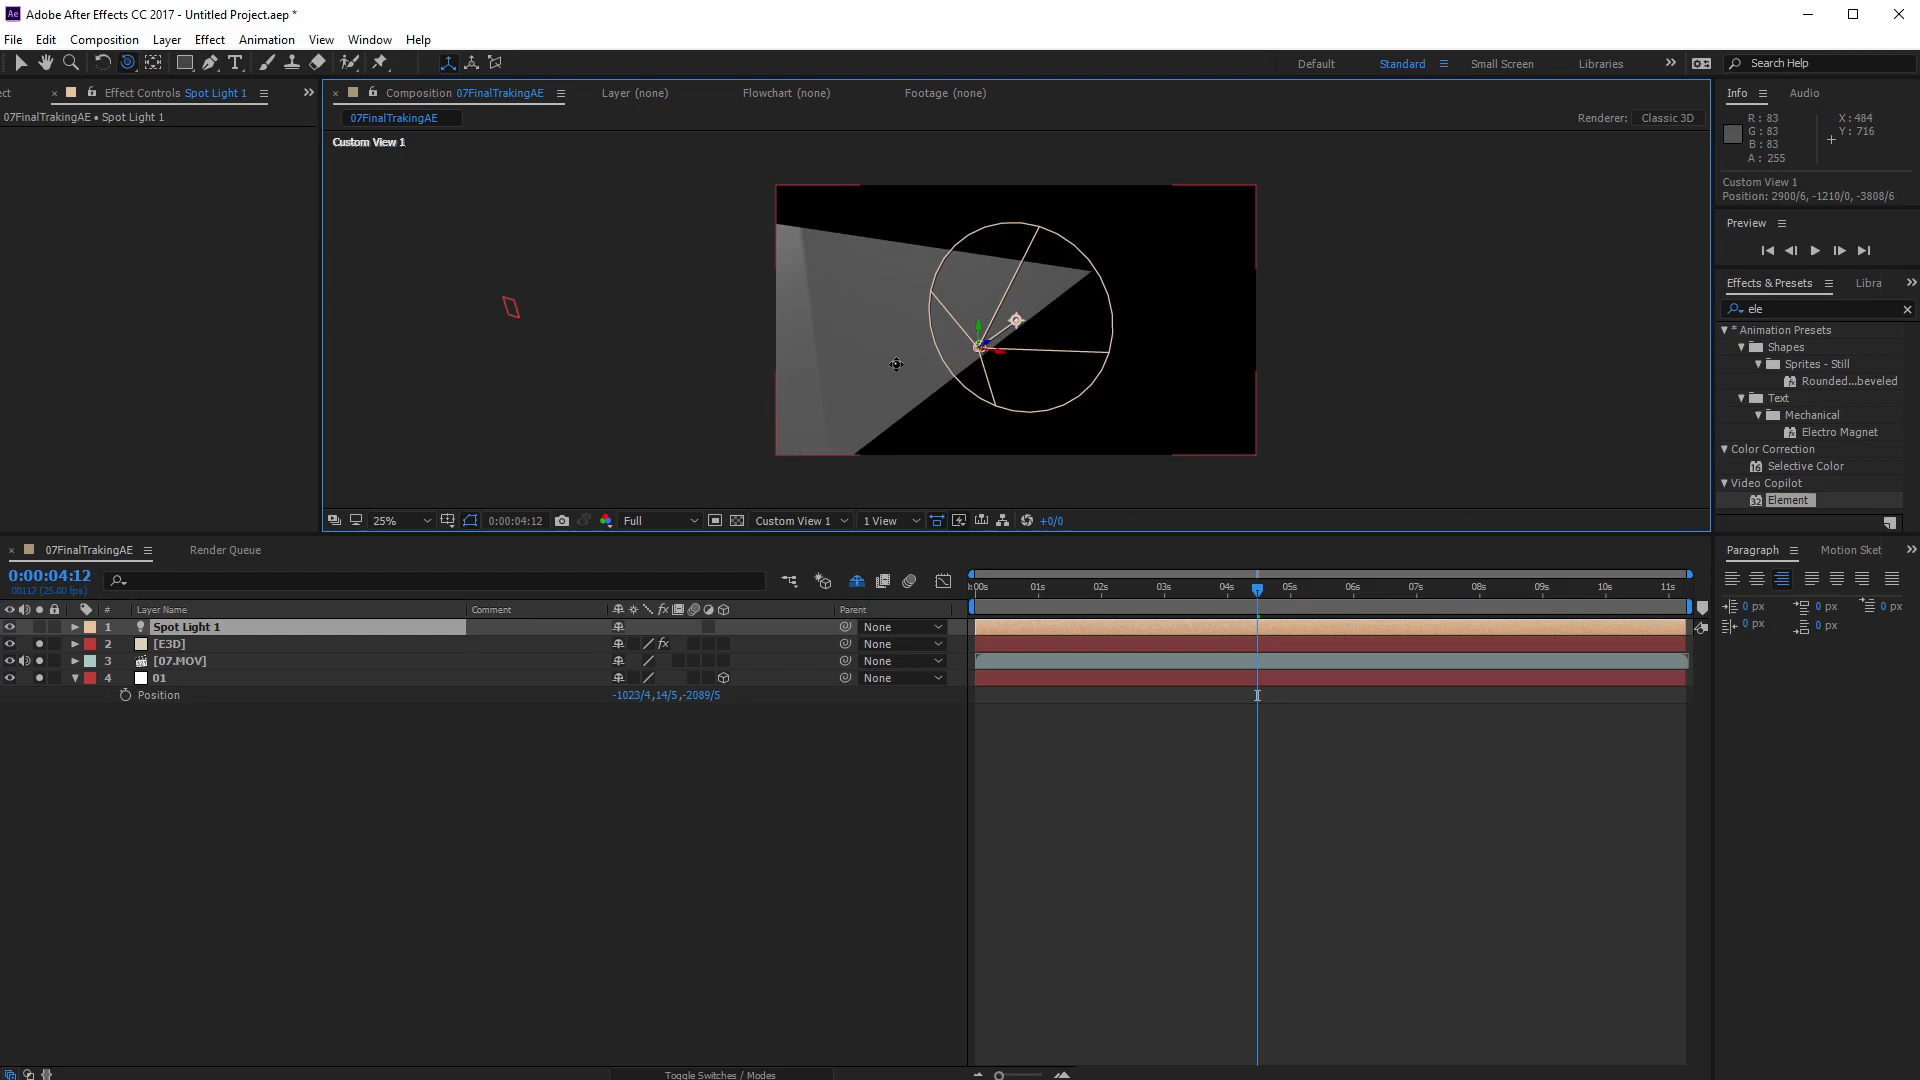 Adobe After Effects CC 2017 - Untitled Project.aep *
File Edit Composition Layer Effect Animation View Window Help
Default Standard Small Screen Libraries Search Help
Effect Controls Spot Light 1
07FinalTrakingAE • Spot Light 1
Composition 07FinalTrakingAE Layer (none) Flowchart (none) Footage (none)
07FinalTrakingAE
Renderer: Classic 3D
Custom View 1
Info Audio
R : 83 X : 484
G : 83 Y : 716
B : 83
A : 255
Custom View 1
Position: 2900/6, -1210/0, -3808/6
Preview
Effects & Presets Libra
ele
* Animation Presets
Shapes
Sprites - Still
Rounded...beveled
Text
Mechanical
Electro Magnet
Color Correction
Selective Color
Video Copilot
Element
25% 0:00:04:12 Full Custom View 1 1 View +0/0
07FinalTrakingAE Render Queue
0:00:04:12
00112 (25.00 fps)
:00s 01s 02s 03s 04s 05s 06s 07s 08s 09s 10s 11s
# Layer Name Comment Parent
1 Spot Light 1 None
2 [E3D] None
3 [07.MOV] None
4 01 None
Position -1023/4,14/5,-2089/5
Paragraph Motion Sket
0 px 0 px 0 px
0 px 0 px
Toggle Switches / Modes